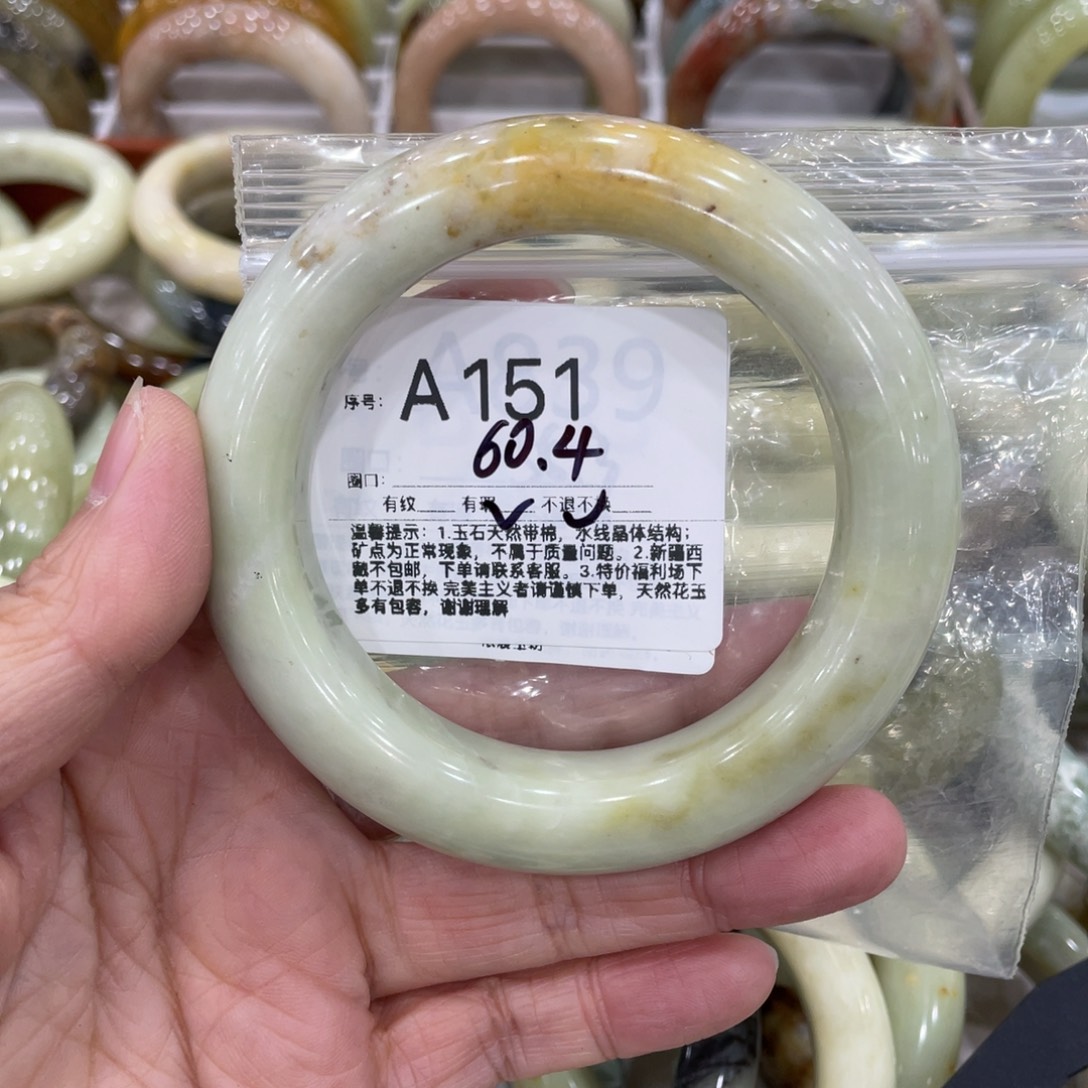 序号: A151
60.4
圈口:
有纹 有瑕 不退不换
温馨提示：1.玉石天然带棉，水线晶体结构；
矿点为正常现象，不属于质量问题。2.新疆西
藏不包邮，下单请联系客服。3.特价福利场下
单不退不换 完美主义者请谨慎下单，天然花玉
多有包容，谢谢理解